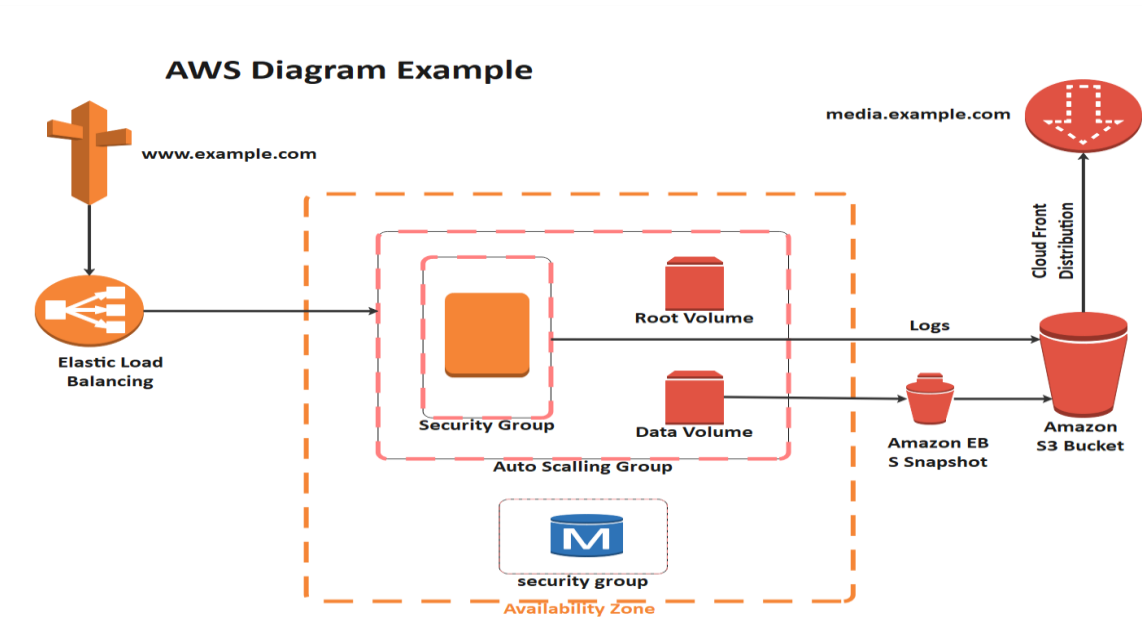 AWS Diagram Example
media.example.com
www.example.com
Cloud Front
Distribution
Root Volume
Logs
Elastic Load
Balancing
Security Group
Data Volume
Amazon
S3 Bucket
Amazon EB
S Snapshot
Auto Scalling Group
M
security group
Availability Zone